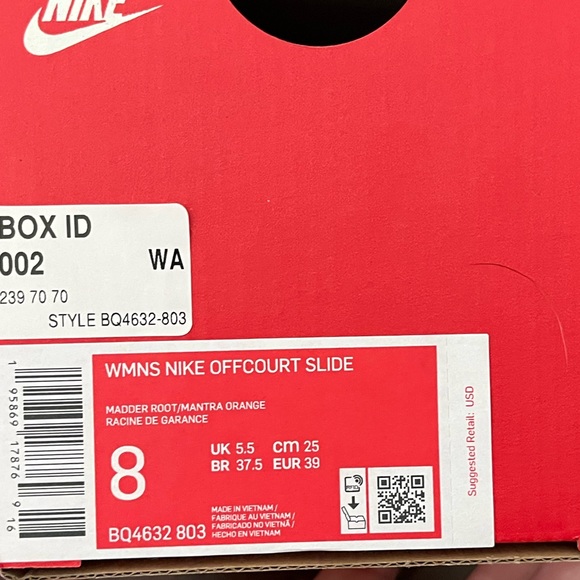 NIKE
BOX ID
002 WA
239 70 70
STYLE BQ4632-803
WMNS NIKE OFFCOURT SLIDE
MADDER ROOT/MANTRA ORANGE
RACINE DE GARANCE
8
UK 5.5 cm 25
BR 37.5 EUR 39
MADE IN VIETNAM /
FABRIQUE AU VIETNAM /
FABRICADO NO VIETNÃ /
HECHO EN VIETNAM
BQ4632 803
1 95869 17876 9 16
Suggested Retail: USD